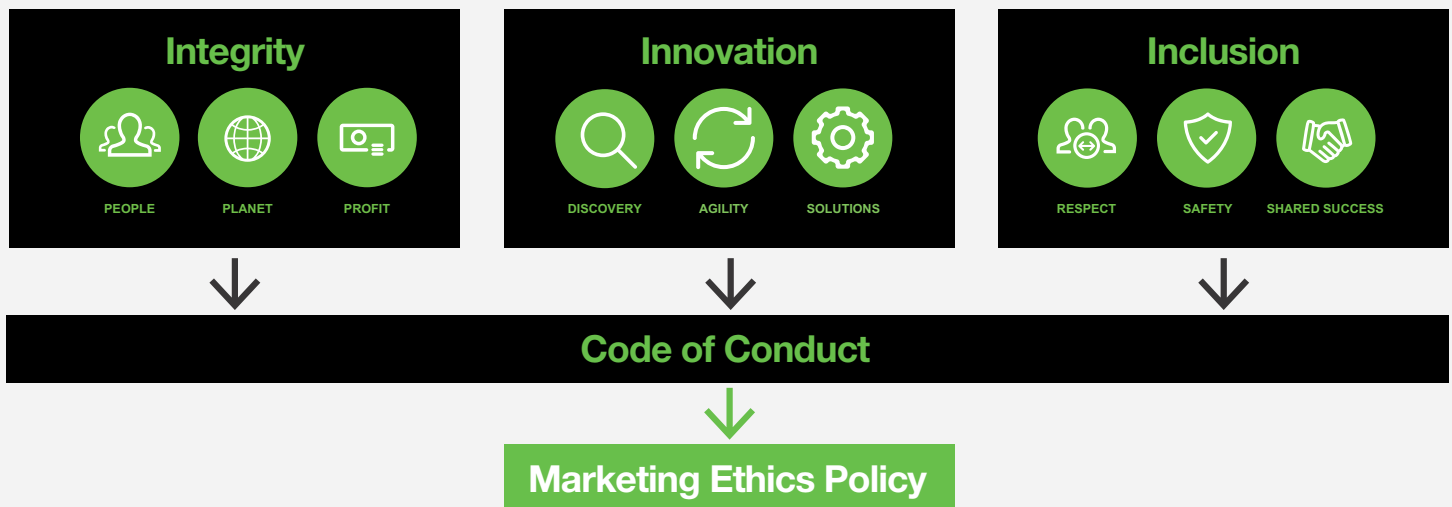 Integrity
PEOPLE PLANET PROFIT
Innovation
DISCOVERY AGILITY SOLUTIONS
Inclusion
RESPECT SAFETY SHARED SUCCESS
Code of Conduct
Marketing Ethics Policy